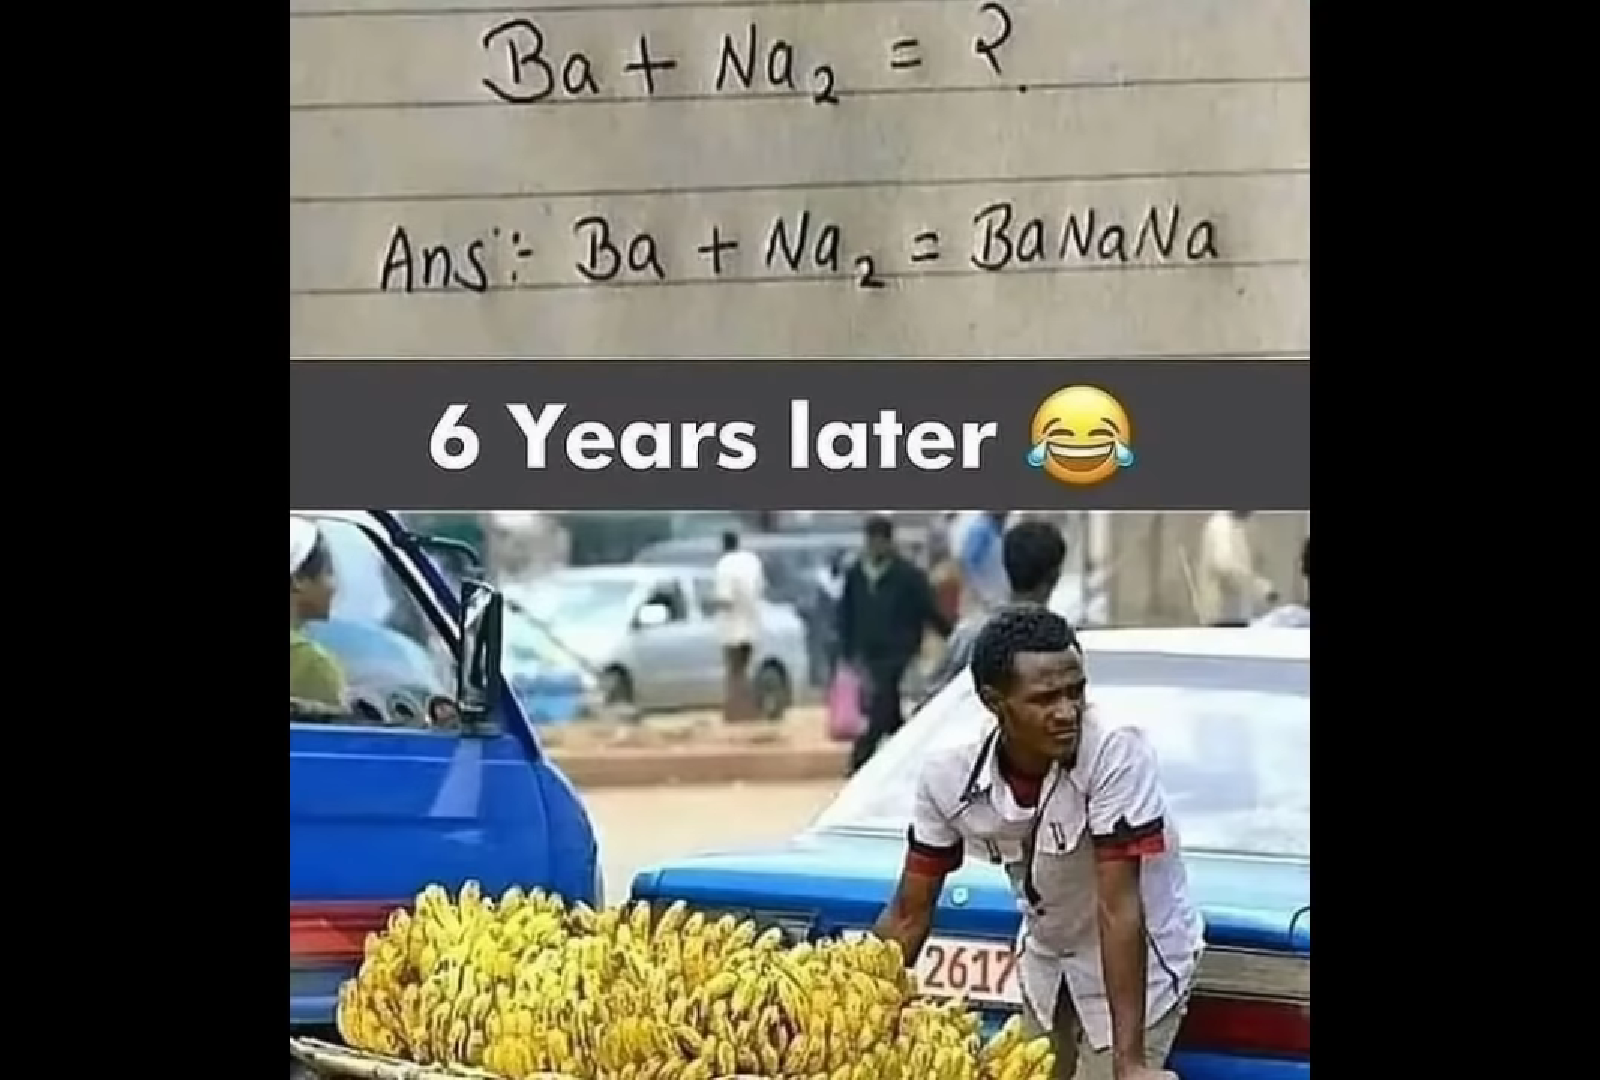 Ba + Na₂ = ?
Ans:- Ba + Na₂ = BaNaNa
6 Years later 😂
2617